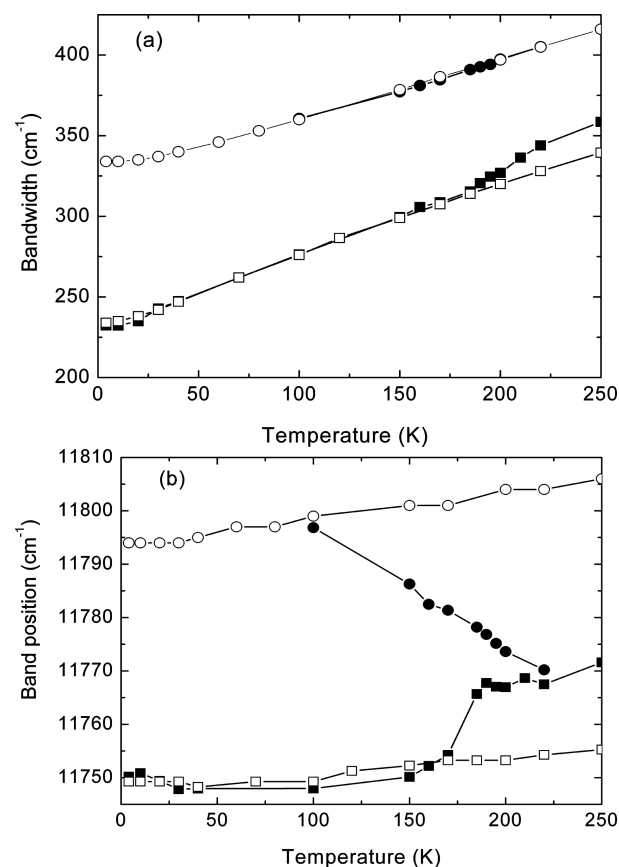 (a)
Bandwidth (cm⁻¹)
400
350
300
250
200
0 50 100 150 200 250
Temperature (K)
(b)
Band position (cm⁻¹)
11810
11800
11790
11780
11770
11760
11750
0 50 100 150 200 250
Temperature (K)